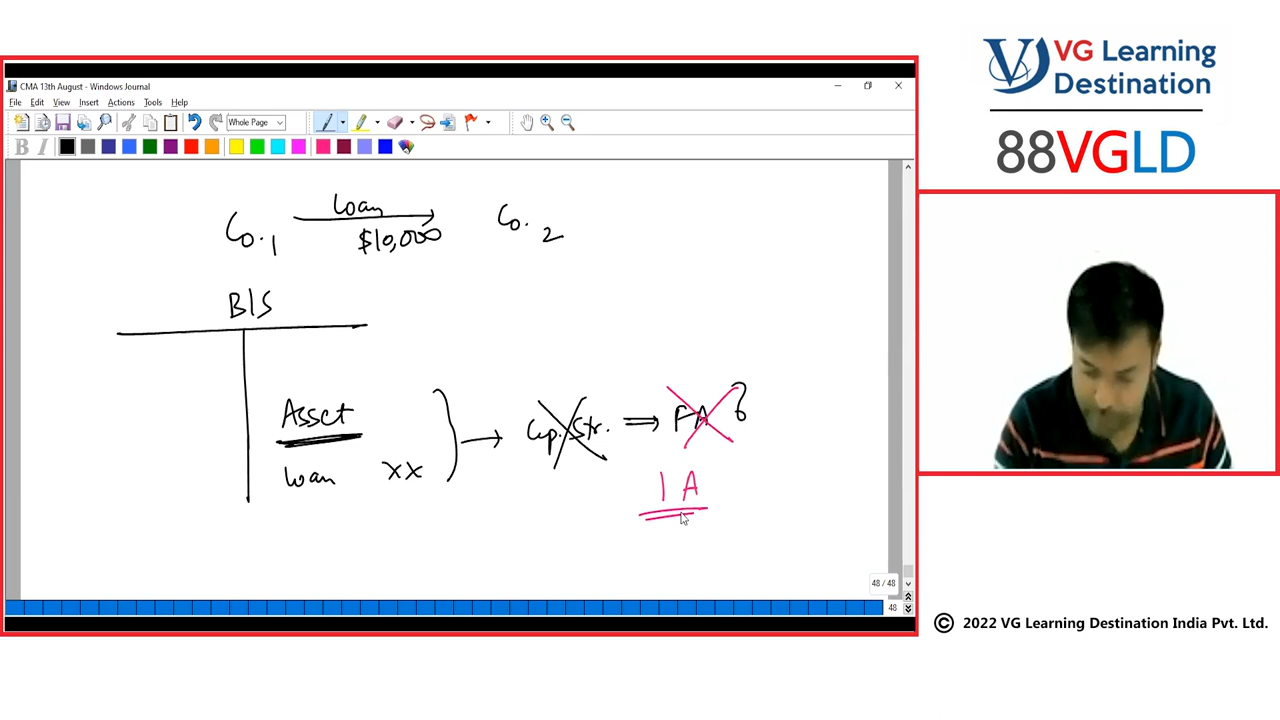 CMA 13th August - Windows Journal
File Edit View Insert Actions Tools Help
Whole Page
B I
Co.1 Loan $10,000 Co. 2
B/S
Asset
Loan XX
Cap. Str. ⇒ FA ?
IA
48 / 48
48
VG Learning
Destination
88VGLD
© 2022 VG Learning Destination India Pvt. Ltd.